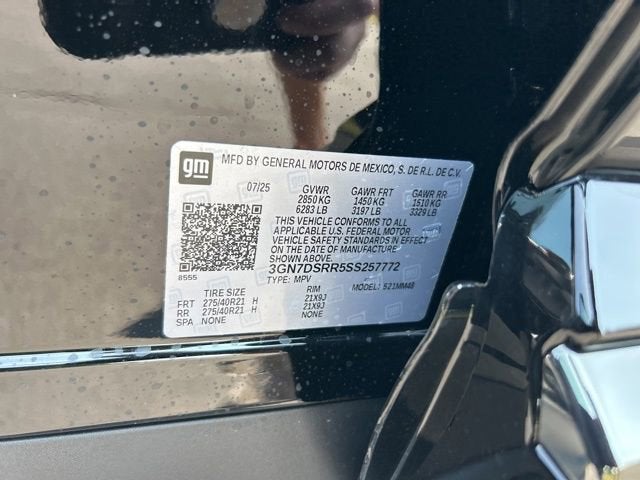 gm MFD BY GENERAL MOTORS DE MEXICO, S. DE R.L. DE C.V.
07/25 GVWR GAWR FRT GAWR RR
2850 KG 1450 KG 1510 KG
6283 LB 3197 LB 3329 LB
THIS VEHICLE CONFORMS TO ALL
APPLICABLE U.S. FEDERAL MOTOR
VEHICLE SAFETY STANDARDS IN EFFECT
ON THE DATE OF MANUFACTURE
SHOWN ABOVE.
3GN7DSRR5SS257772
8555 TYPE: MPV MODEL: 521MM48
TIRE SIZE RIM
FRT 275/40R21 H 21X9J
RR 275/40R21 H 21X9J
SPA NONE NONE